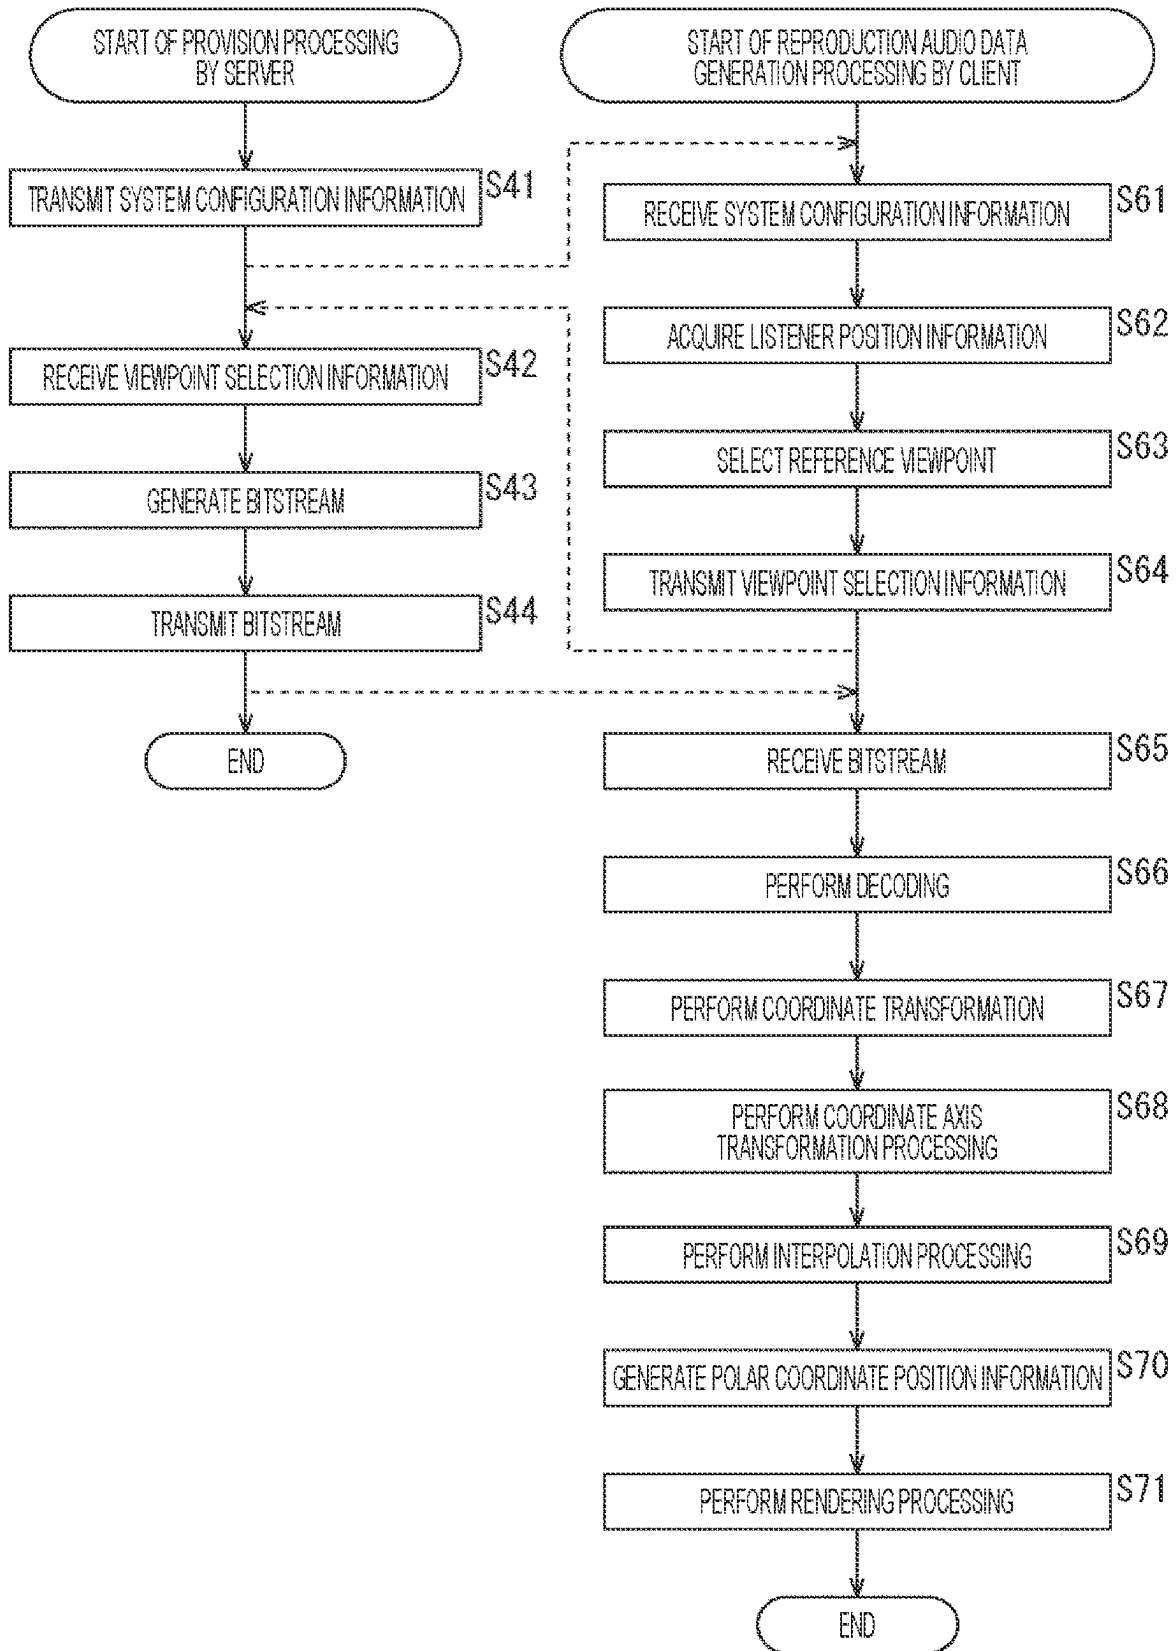 START OF PROVISION PROCESSING
BY SERVER
TRANSMIT SYSTEM CONFIGURATION INFORMATION
S41
RECEIVE VIEWPOINT SELECTION INFORMATION
S42
GENERATE BITSTREAM
S43
TRANSMIT BITSTREAM
S44
END
START OF REPRODUCTION AUDIO DATA
GENERATION PROCESSING BY CLIENT
RECEIVE SYSTEM CONFIGURATION INFORMATION
S61
ACQUIRE LISTENER POSITION INFORMATION
S62
SELECT REFERENCE VIEWPOINT
S63
TRANSMIT VIEWPOINT SELECTION INFORMATION
S64
RECEIVE BITSTREAM
S65
PERFORM DECODING
S66
PERFORM COORDINATE TRANSFORMATION
S67
PERFORM COORDINATE AXIS
TRANSFORMATION PROCESSING
S68
PERFORM INTERPOLATION PROCESSING
S69
GENERATE POLAR COORDINATE POSITION INFORMATION
S70
PERFORM RENDERING PROCESSING
S71
END